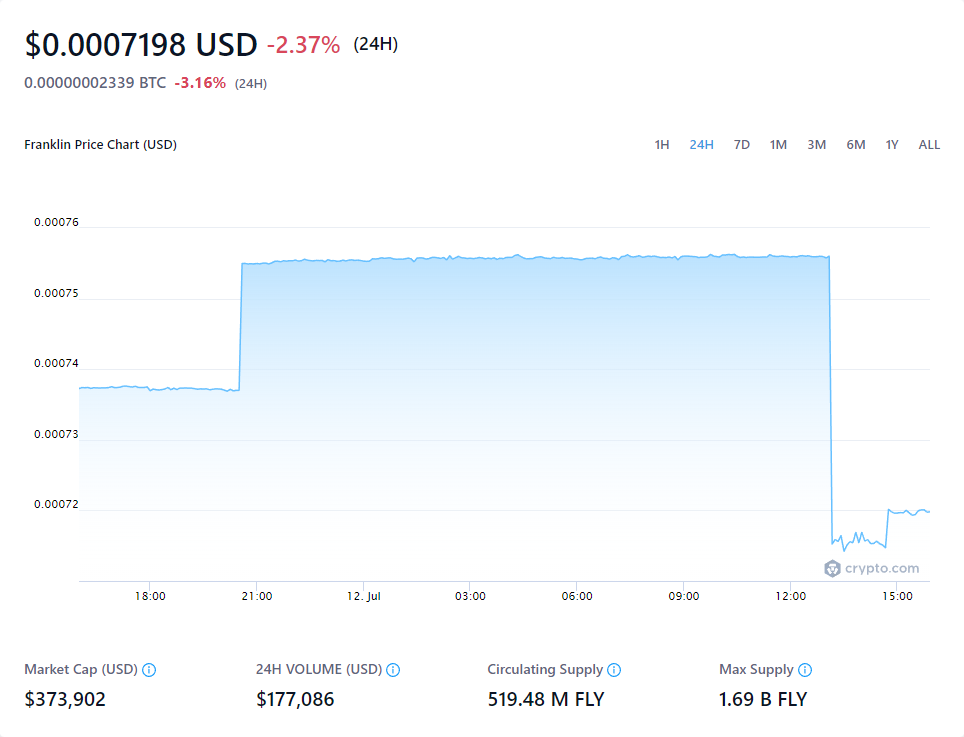 $0.0007198 USD -2.37% (24H)
0.00000002339 BTC -3.16% (24H)
Franklin Price Chart (USD)
1H 24H 7D 1M 3M 6M 1Y ALL
0.00076
0.00075
0.00074
0.00073
0.00072
crypto.com
18:00 21:00 12. Jul 03:00 06:00 09:00 12:00 15:00
Market Cap (USD) 24H VOLUME (USD) Circulating Supply Max Supply
$373,902 $177,086 519.48 M FLY 1.69 B FLY